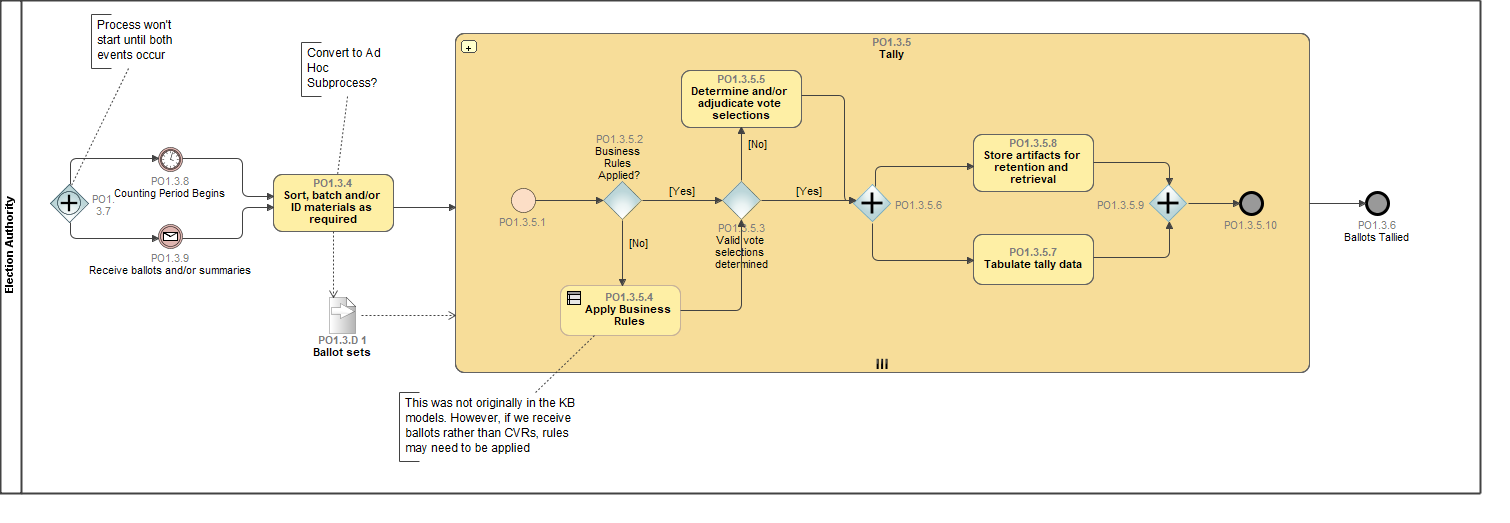 Election Authority
Process won't
start until both
events occur
Convert to Ad
Hoc
Subprocess?
PO1.
3.7
PO1.3.8
Counting Period Begins
PO1.3.9
Receive ballots and/or summaries
PO1.3.4
Sort, batch and/or
ID materials as
required
PO1.3.D 1
Ballot sets
PO1.3.5
Tally
PO1.3.5.1
PO1.3.5.2
Business
Rules
Applied?
[Yes]
[No]
PO1.3.5.4
Apply Business
Rules
This was not originally in the KB
models. However, if we receive
ballots rather than CVRs, rules
may need to be applied
PO1.3.5.3
Valid vote
selections
determined
[No]
[Yes]
PO1.3.5.5
Determine and/or
adjudicate vote
selections
PO1.3.5.6
PO1.3.5.8
Store artifacts for
retention and
retrieval
PO1.3.5.7
Tabulate tally data
PO1.3.5.9
PO1.3.5.10
PO1.3.6
Ballots Tallied